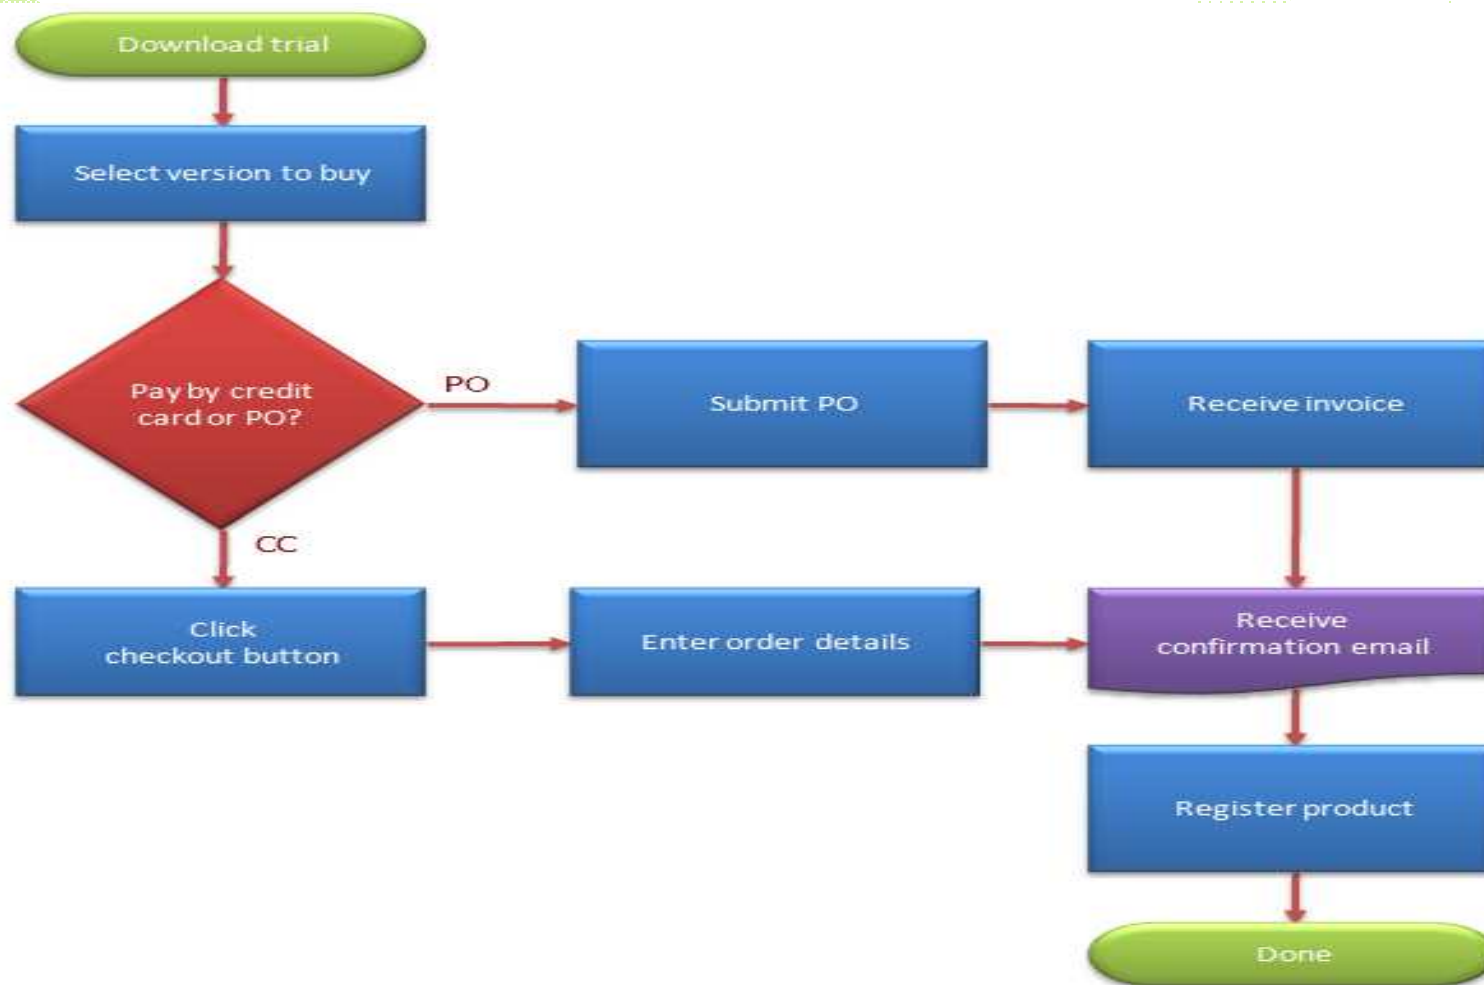 Download trial
Select version to buy
Pay by credit
card or PO?
PO
Submit PO
Receive invoice
CC
Click
checkout button
Enter order details
Receive
confirmation email
Register product
Done